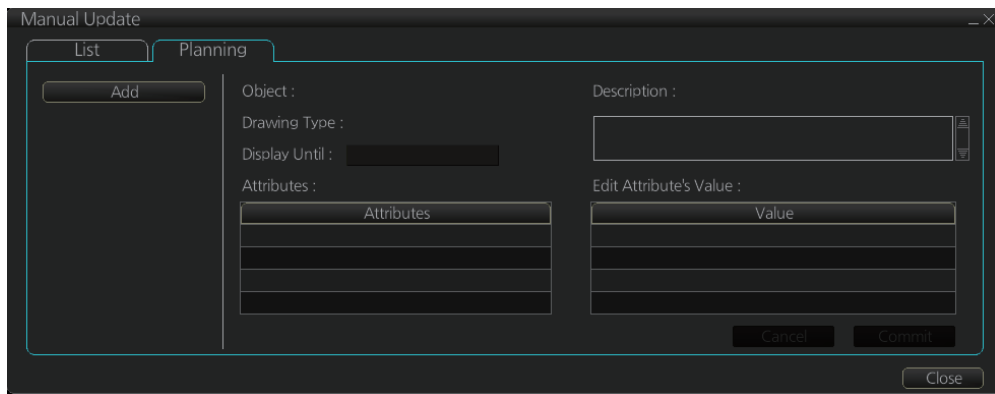 Manual Update
List
Planning
Add
Object :
Description :
Drawing Type :
Display Until :
Attributes :
Edit Attribute's Value :
Attributes
Value
Cancel
Commit
Close